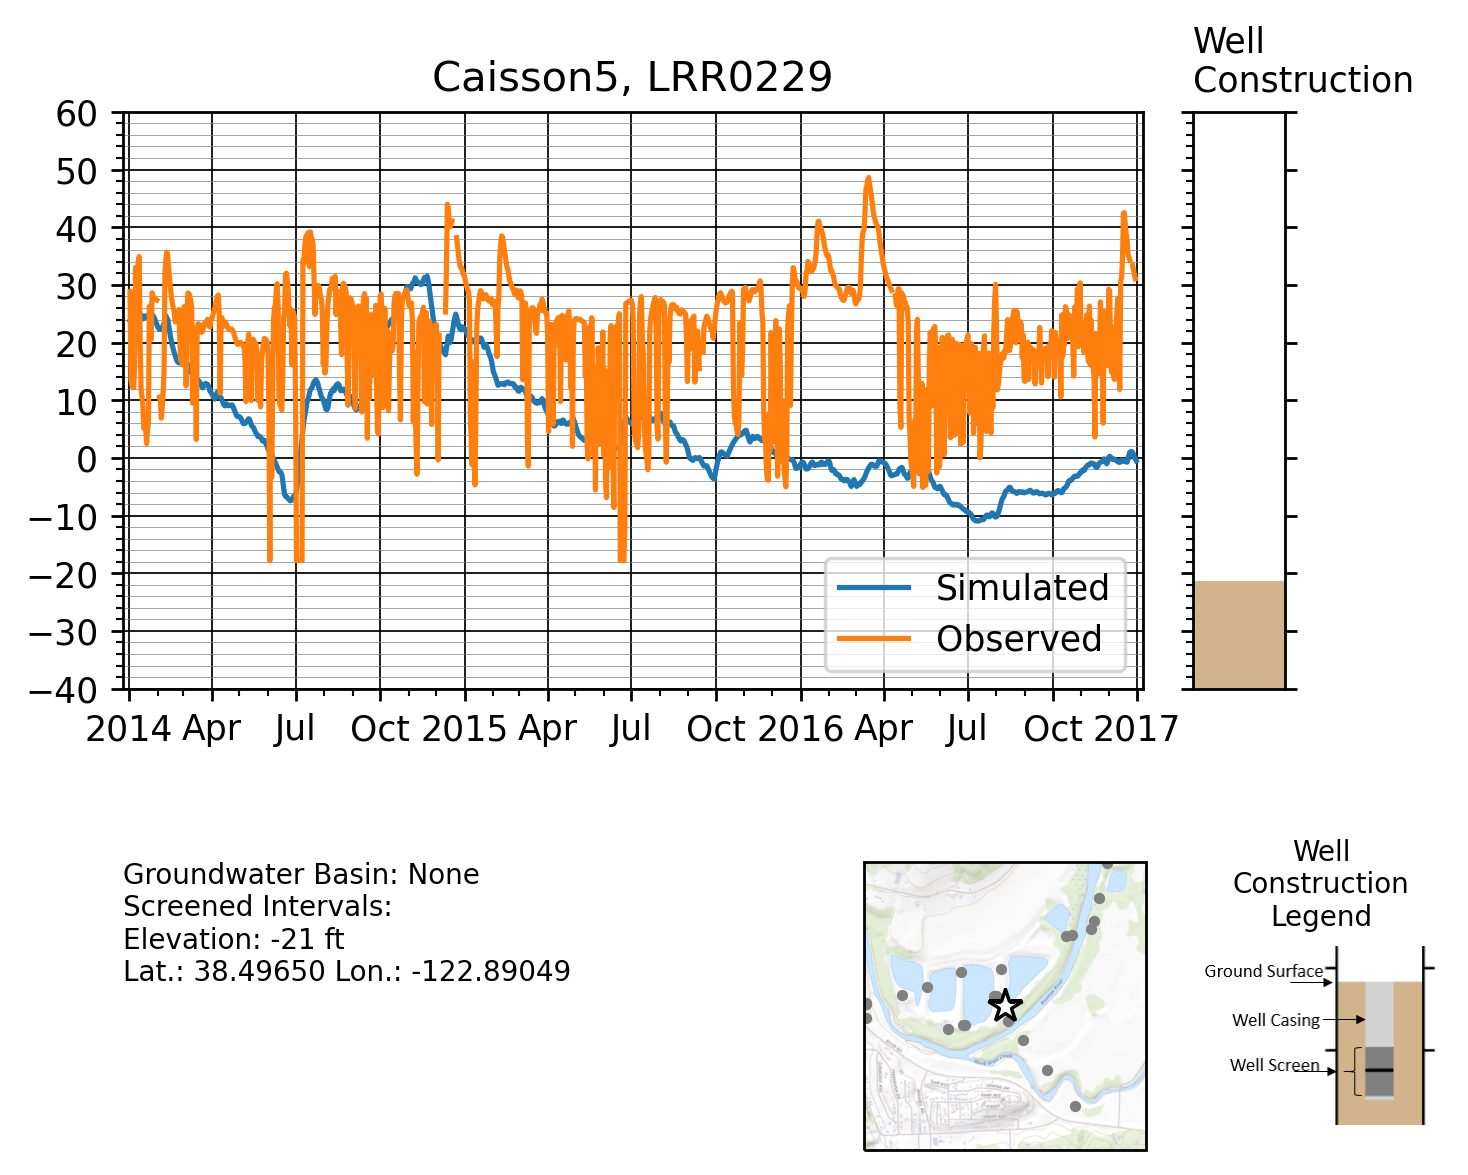 Caisson5, LRR0229
Well
Construction
60
50
40
30
20
10
0
−10
−20
−30
−40
Simulated
Observed
2014 Apr Jul Oct 2015 Apr Jul Oct 2016 Apr Jul Oct 2017
Groundwater Basin: None
Screened Intervals:
Elevation: -21 ft
Lat.: 38.49650 Lon.: -122.89049
Well
Construction
Legend
Ground Surface
Well Casing
Well Screen